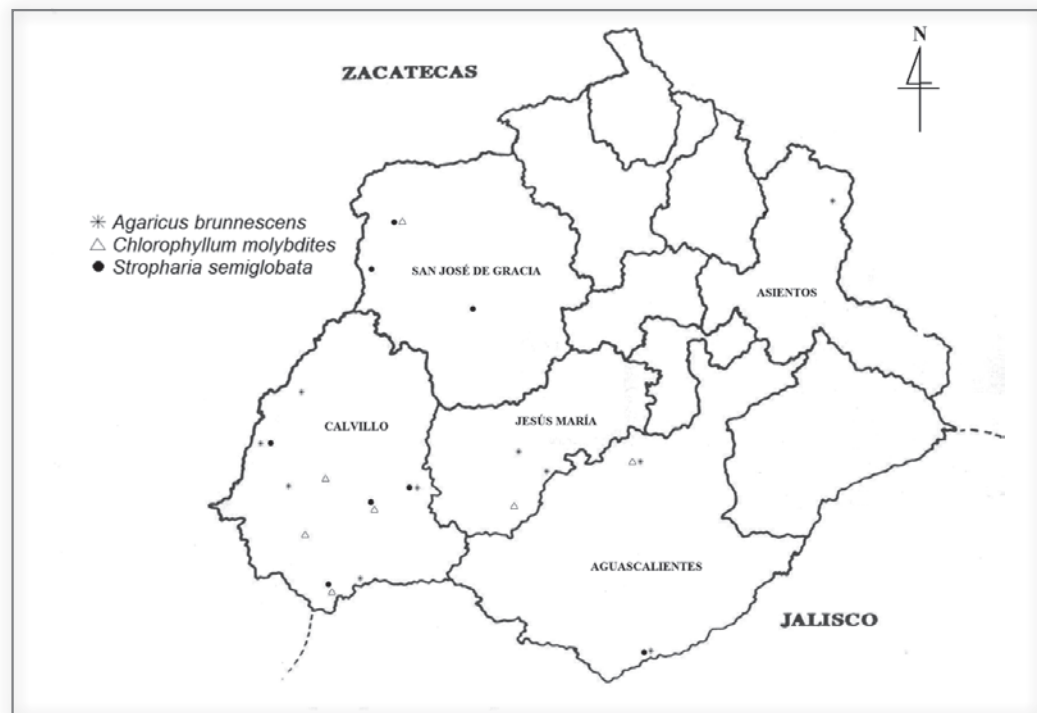 N
ZACATECAS
Agaricus brunnescens
Chlorophyllum molybdites
Stropharia semiglobata
SAN JOSÉ DE GRACIA
ASIENTOS
JESÚS MARÍA
CALVILLO
AGUASCALIENTES
JALISCO